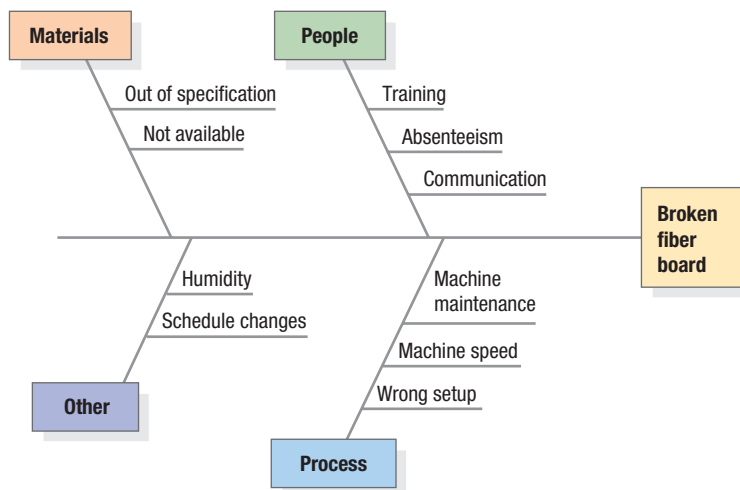 Materials
People
Out of specification
Not available
Training
Absenteeism
Communication
Broken
fiber
board
Humidity
Schedule changes
Machine
maintenance
Machine speed
Wrong setup
Other
Process